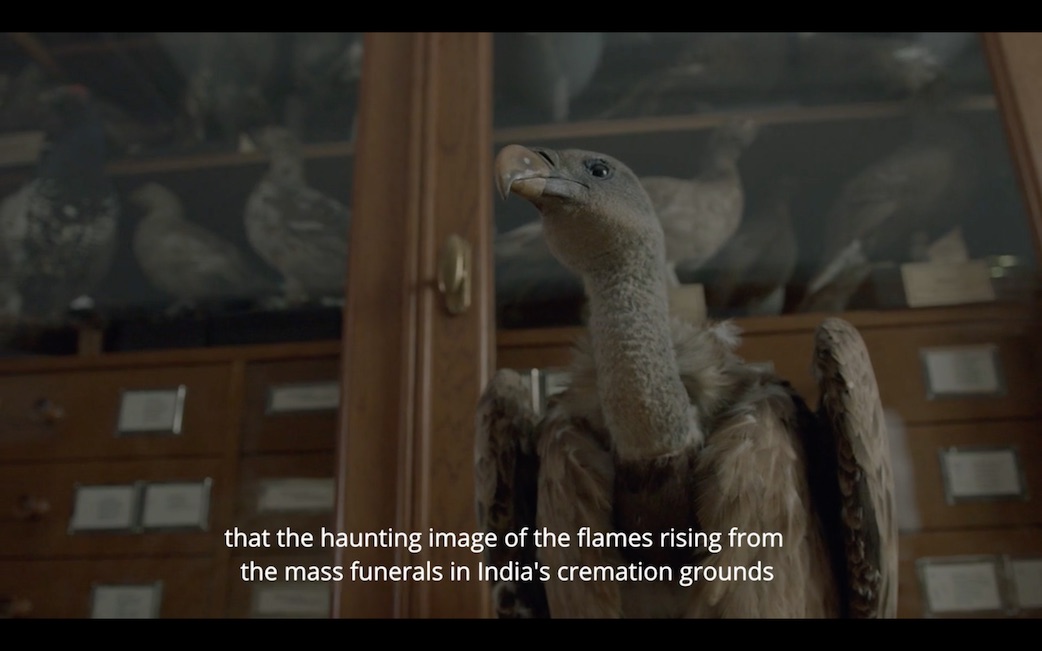 that the haunting image of the flames rising from
the mass funerals in India's cremation grounds